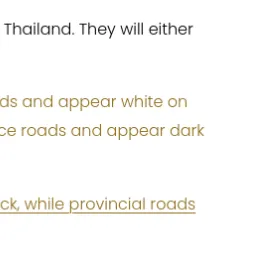 Thailand. They will either
ds and appear white on
ce roads and appear dark
ck, while provincial roads